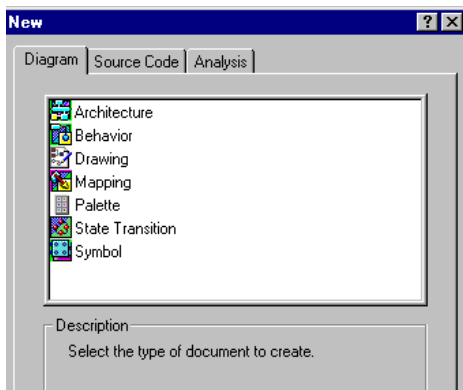 New
Diagram Source Code Analysis
Architecture
Behavior
Drawing
Mapping
Palette
State Transition
Symbol
Description
Select the type of document to create.